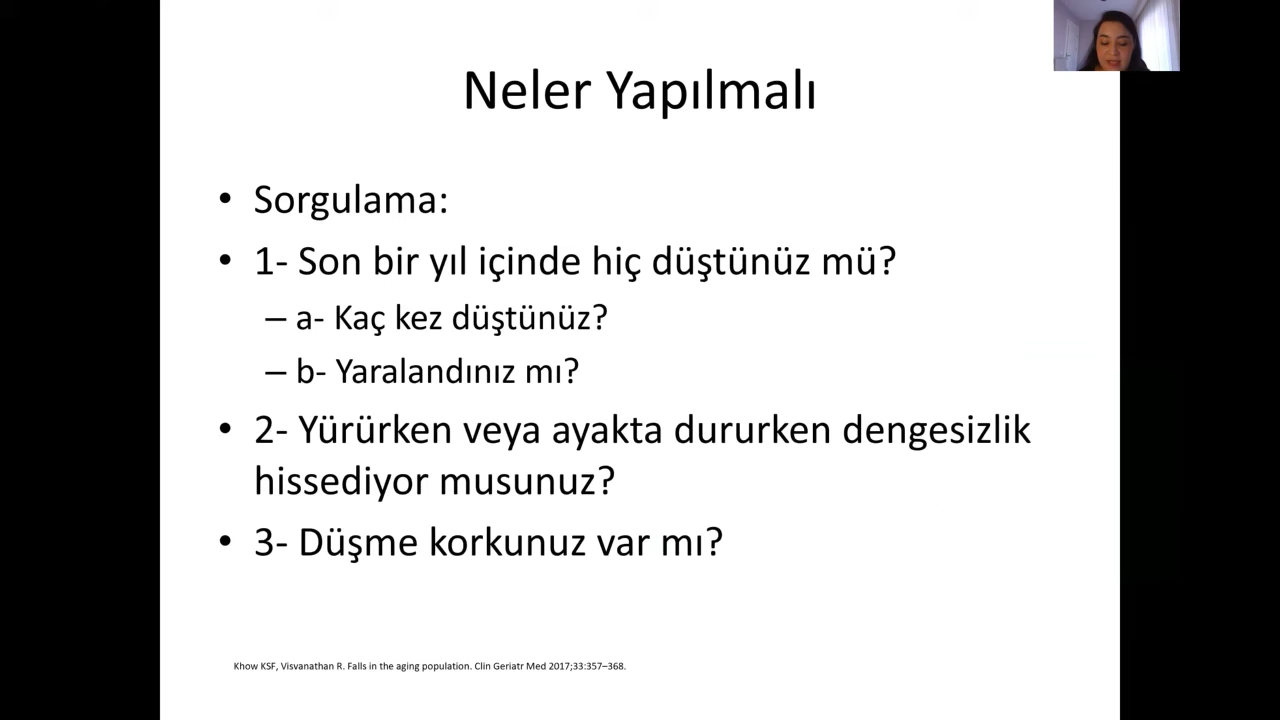 Neler Yapılmalı
• Sorgulama:
• 1- Son bir yıl içinde hiç düştünüz mü?
– a- Kaç kez düştünüz?
– b- Yaralandınız mı?
• 2- Yürürken veya ayakta dururken dengesizlik
hissediyor musunuz?
• 3- Düşme korkunuz var mı?
Khow KSF, Visvanathan R. Falls in the aging population. Clin Geriatr Med 2017;33:357–368.